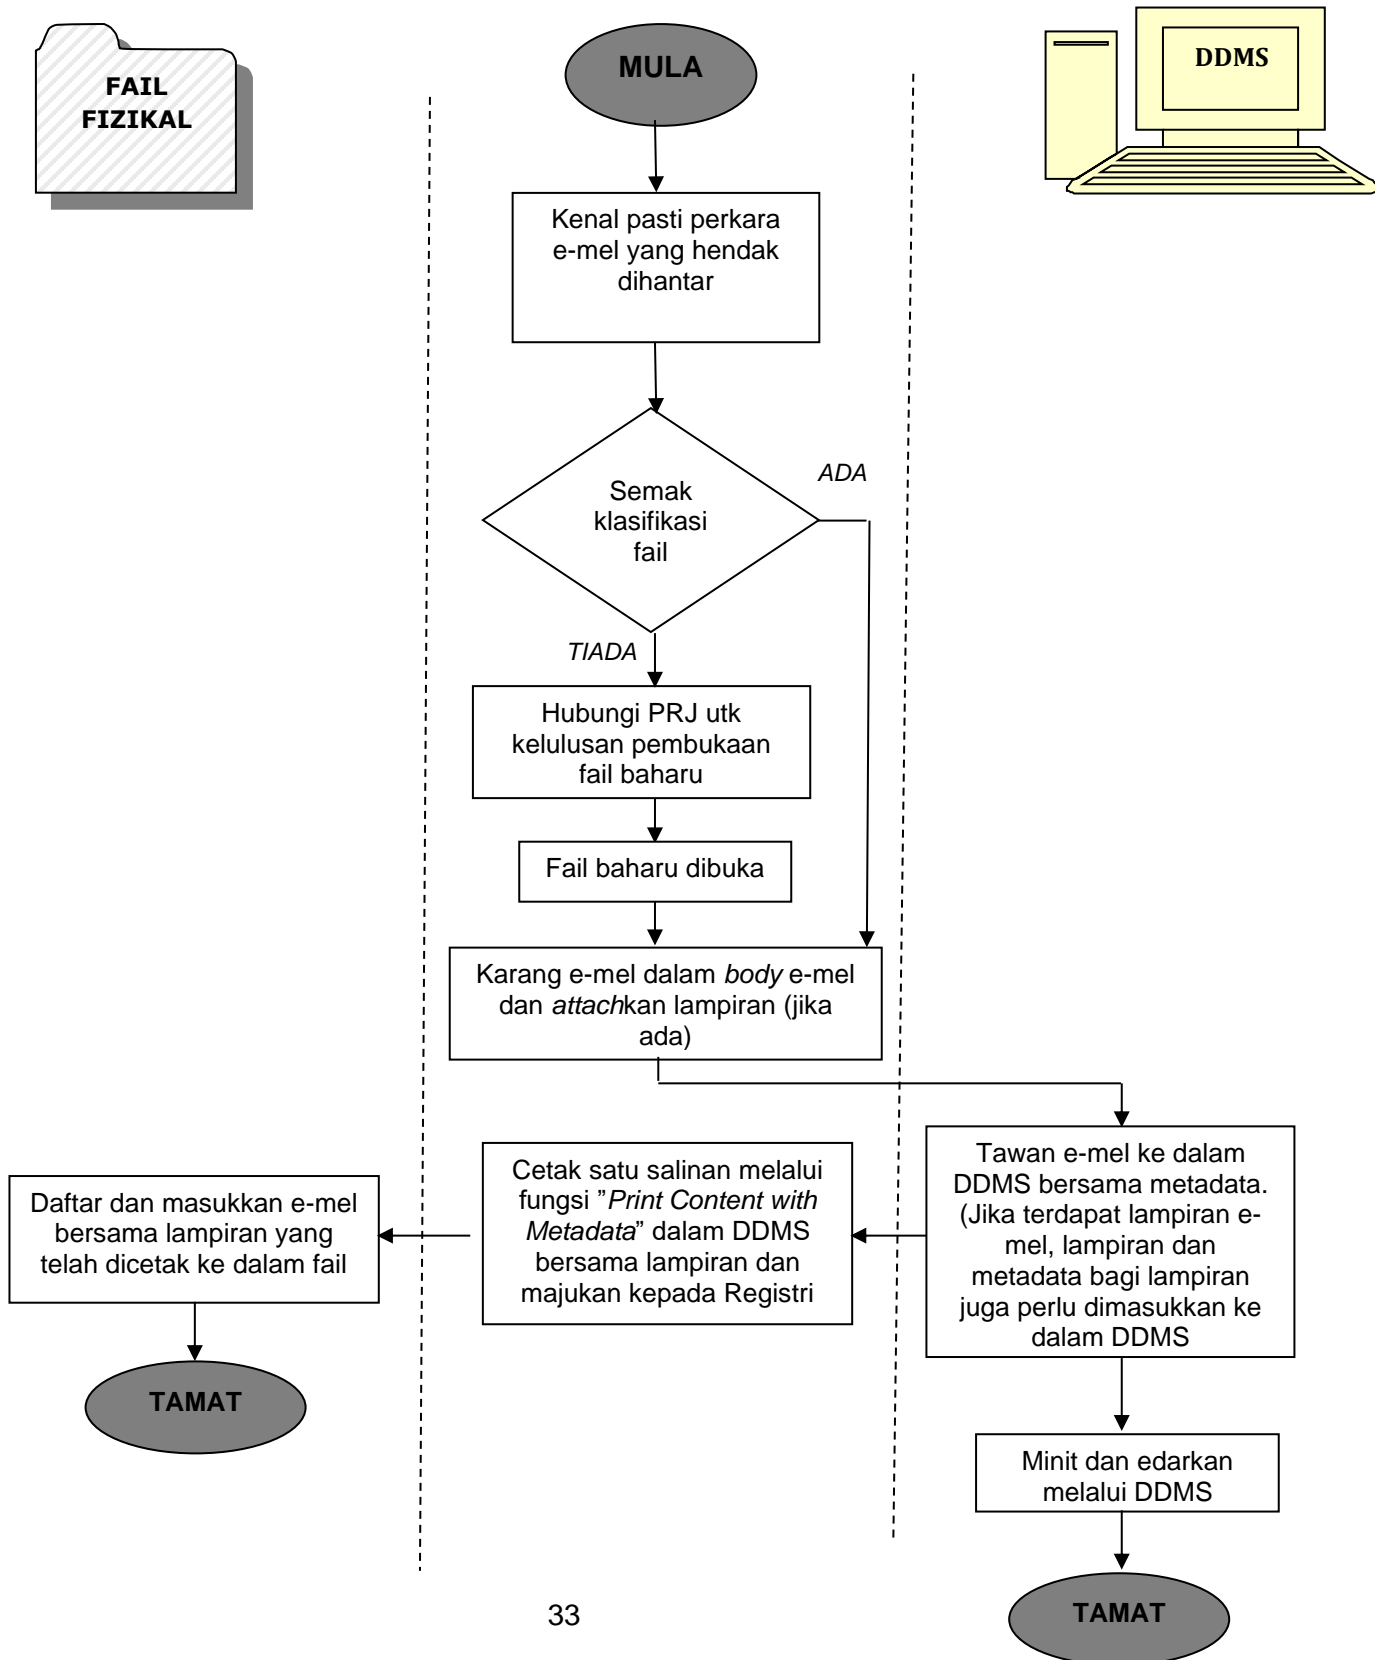 FAIL
FIZIKAL
MULA
DDMS
Kenal pasti perkara
e-mel yang hendak
dihantar
Semak
klasifikasi
fail
ADA
TIADA
Hubungi PRJ utk
kelulusan pembukaan
fail baharu
Fail baharu dibuka
Karang e-mel dalam body e-mel
dan attachkan lampiran (jika
ada)
Tawan e-mel ke dalam
DDMS bersama metadata.
(Jika terdapat lampiran e-
mel, lampiran dan
metadata bagi lampiran
juga perlu dimasukkan ke
dalam DDMS
Cetak satu salinan melalui
fungsi ”Print Content with
Metadata” dalam DDMS
bersama lampiran dan
majukan kepada Registri
Daftar dan masukkan e-mel
bersama lampiran yang
telah dicetak ke dalam fail
TAMAT
Minit dan edarkan
melalui DDMS
TAMAT
33